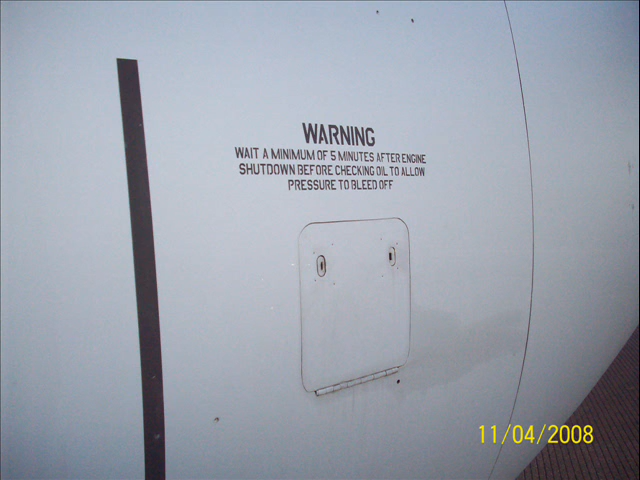 WARNING
WAIT A MINIMUM OF 5 MINUTES AFTER ENGINE
SHUTDOWN BEFORE CHECKING OIL TO ALLOW
PRESSURE TO BLEED OFF
11/04/2008